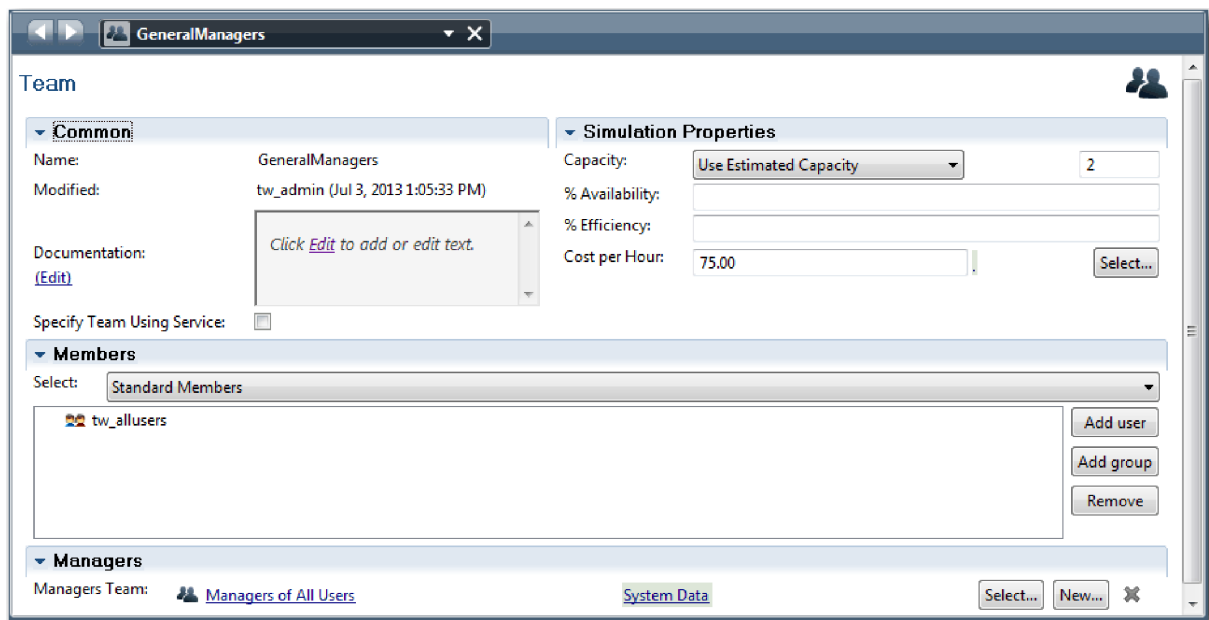 GeneralManagers
Team
Common
Name: GeneralManagers
Modified: tw_admin (Jul 3, 2013 1:05:33 PM)
Documentation:
(Edit)
Click Edit to add or edit text.
Specify Team Using Service:
Simulation Properties
Capacity: Use Estimated Capacity 2
% Availability:
% Efficiency:
Cost per Hour: 75.00 . Select...
Members
Select: Standard Members
tw_allusers
Add user
Add group
Remove
Managers
Managers Team: Managers of All Users System Data Select... New...